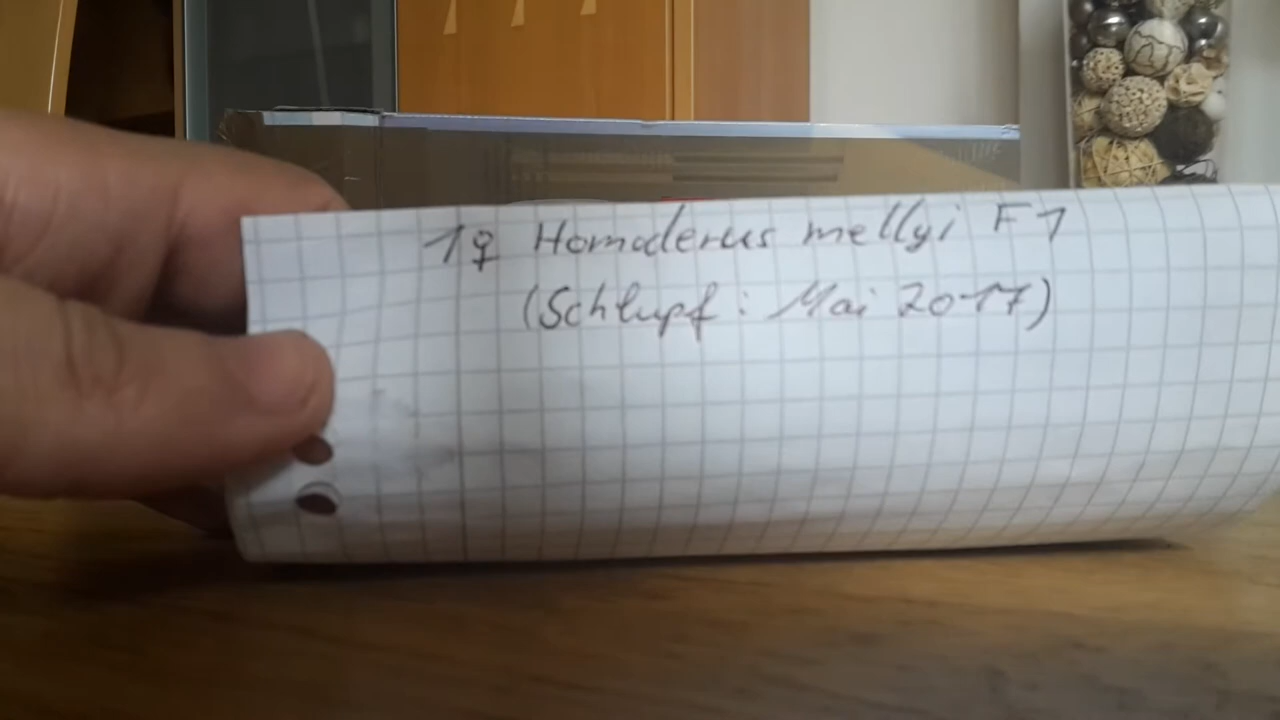 1♀ Homoderus mellyi F1
(Schlupf: Mai 2017)